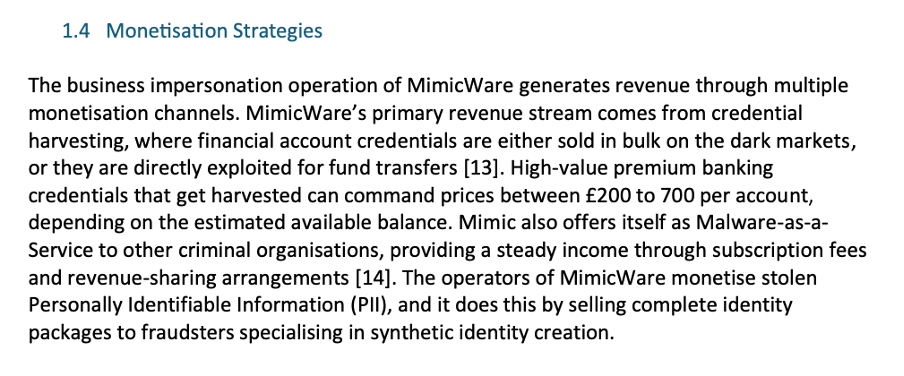 1.4 Monetisation Strategies
The business impersonation operation of MimicWare generates revenue through multiple
monetisation channels. MimicWare’s primary revenue stream comes from credential
harvesting, where financial account credentials are either sold in bulk on the dark markets,
or they are directly exploited for fund transfers [13]. High-value premium banking
credentials that get harvested can command prices between £200 to 700 per account,
depending on the estimated available balance. Mimic also offers itself as Malware-as-a-
Service to other criminal organisations, providing a steady income through subscription fees
and revenue-sharing arrangements [14]. The operators of MimicWare monetise stolen
Personally Identifiable Information (PII), and it does this by selling complete identity
packages to fraudsters specialising in synthetic identity creation.